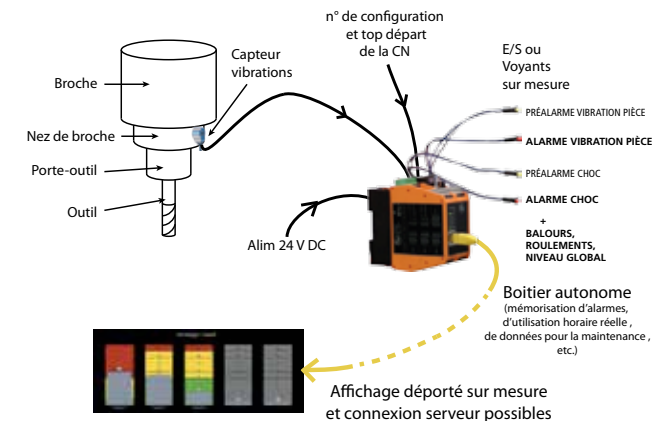 n° de configuration
et top départ
de la CN
Capteur
vibrations
E/S ou
Voyants
sur mesure
Broche
Nez de broche
Porte-outil
Outil
PRÉALARME VIBRATION PIÈCE
ALARME VIBRATION PIÈCE
PRÉALARME CHOC
ALARME CHOC
+
BALOURS,
ROULEMENTS,
NIVEAU GLOBAL
Alim 24 V DC
Boitier autonome
(mémorisation d'alarmes,
d'utilisation horaire réelle ,
de données pour la maintenance ,
etc.)
Affichage déporté sur mesure
et connexion serveur possibles